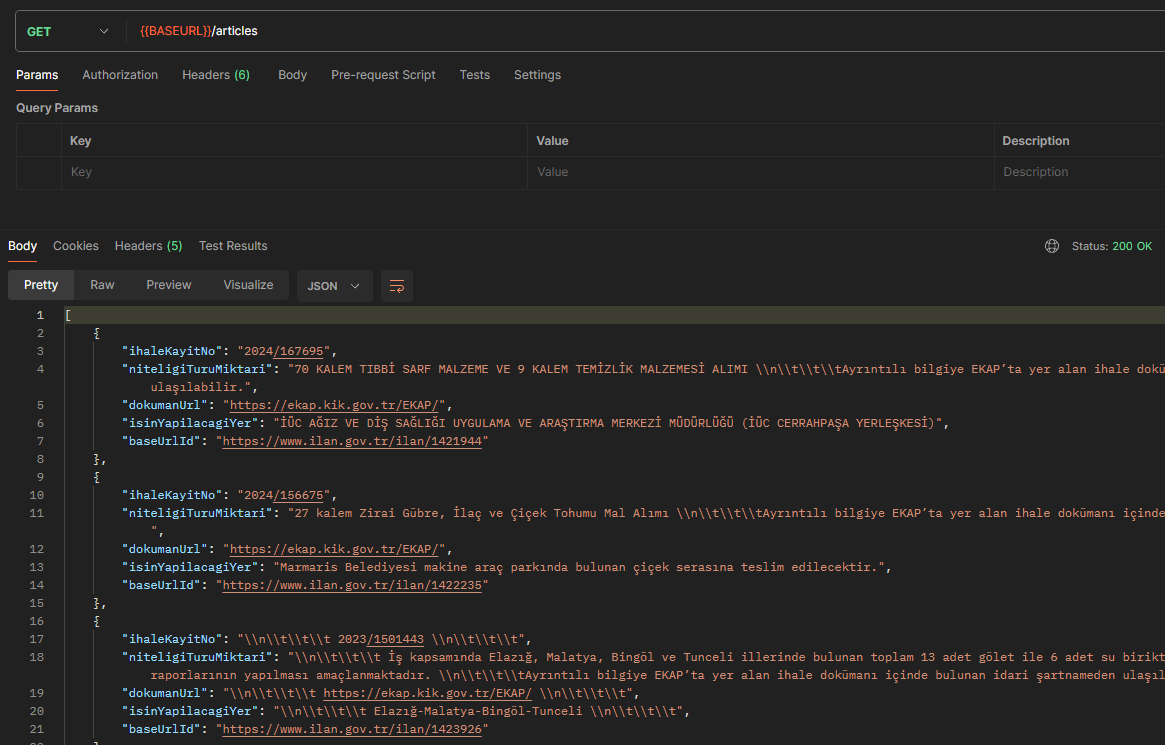 GET {{BASEURL}}/articles
Params Authorization Headers (6) Body Pre-request Script Tests Settings
Query Params
Key Value Description
Key Value Description
Body Cookies Headers (5) Test Results Status: 200 OK
Pretty Raw Preview Visualize JSON
1 [
2 {
3 "ihaleKayitNo": "2024/167695",
4 "niteligiTuruMiktari": "70 KALEM TIBBİ SARF MALZEME VE 9 KALEM TEMİZLİK MALZEMESİ ALIMI \\n\\t\\t\\tAyrıntılı bilgiye EKAP’ta yer alan ihale dokü
ulaşılabilir.",
5 "dokumanUrl": "https://ekap.kik.gov.tr/EKAP/",
6 "isinYapilacagiYer": "İÜC AĞIZ VE DİŞ SAĞLIĞI UYGULAMA VE ARAŞTIRMA MERKEZİ MÜDÜRLÜĞÜ (İÜC CERRAHPAŞA YERLEŞKESİ)",
7 "baseUrlId": "https://www.ilan.gov.tr/ilan/1421944"
8 },
9 {
10 "ihaleKayitNo": "2024/156675",
11 "niteligiTuruMiktari": "27 kalem Zirai Gübre, İlaç ve Çiçek Tohumu Mal Alımı \\n\\t\\t\\tAyrıntılı bilgiye EKAP’ta yer alan ihale dokümanı içinde
",
12 "dokumanUrl": "https://ekap.kik.gov.tr/EKAP/",
13 "isinYapilacagiYer": "Marmaris Belediyesi makine araç parkında bulunan çiçek serasına teslim edilecektir.",
14 "baseUrlId": "https://www.ilan.gov.tr/ilan/1422235"
15 },
16 {
17 "ihaleKayitNo": "\\n\\t\\t\\t 2023/1501443 \\n\\t\\t\\t",
18 "niteligiTuruMiktari": "\\n\\t\\t\\t İş kapsamında Elazığ, Malatya, Bingöl ve Tunceli illerinde bulunan toplam 13 adet gölet ile 6 adet su birikt
raporlarının yapılması amaçlanmaktadır. \\n\\t\\t\\tAyrıntılı bilgiye EKAP’ta yer alan ihale dokümanı içinde bulunan idari şartnameden ulaşıl
19 "dokumanUrl": "\\n\\t\\t\\t https://ekap.kik.gov.tr/EKAP/ \\n\\t\\t\\t",
20 "isinYapilacagiYer": "\\n\\t\\t\\t Elazığ-Malatya-Bingöl-Tunceli \\n\\t\\t\\t",
21 "baseUrlId": "https://www.ilan.gov.tr/ilan/1423926"